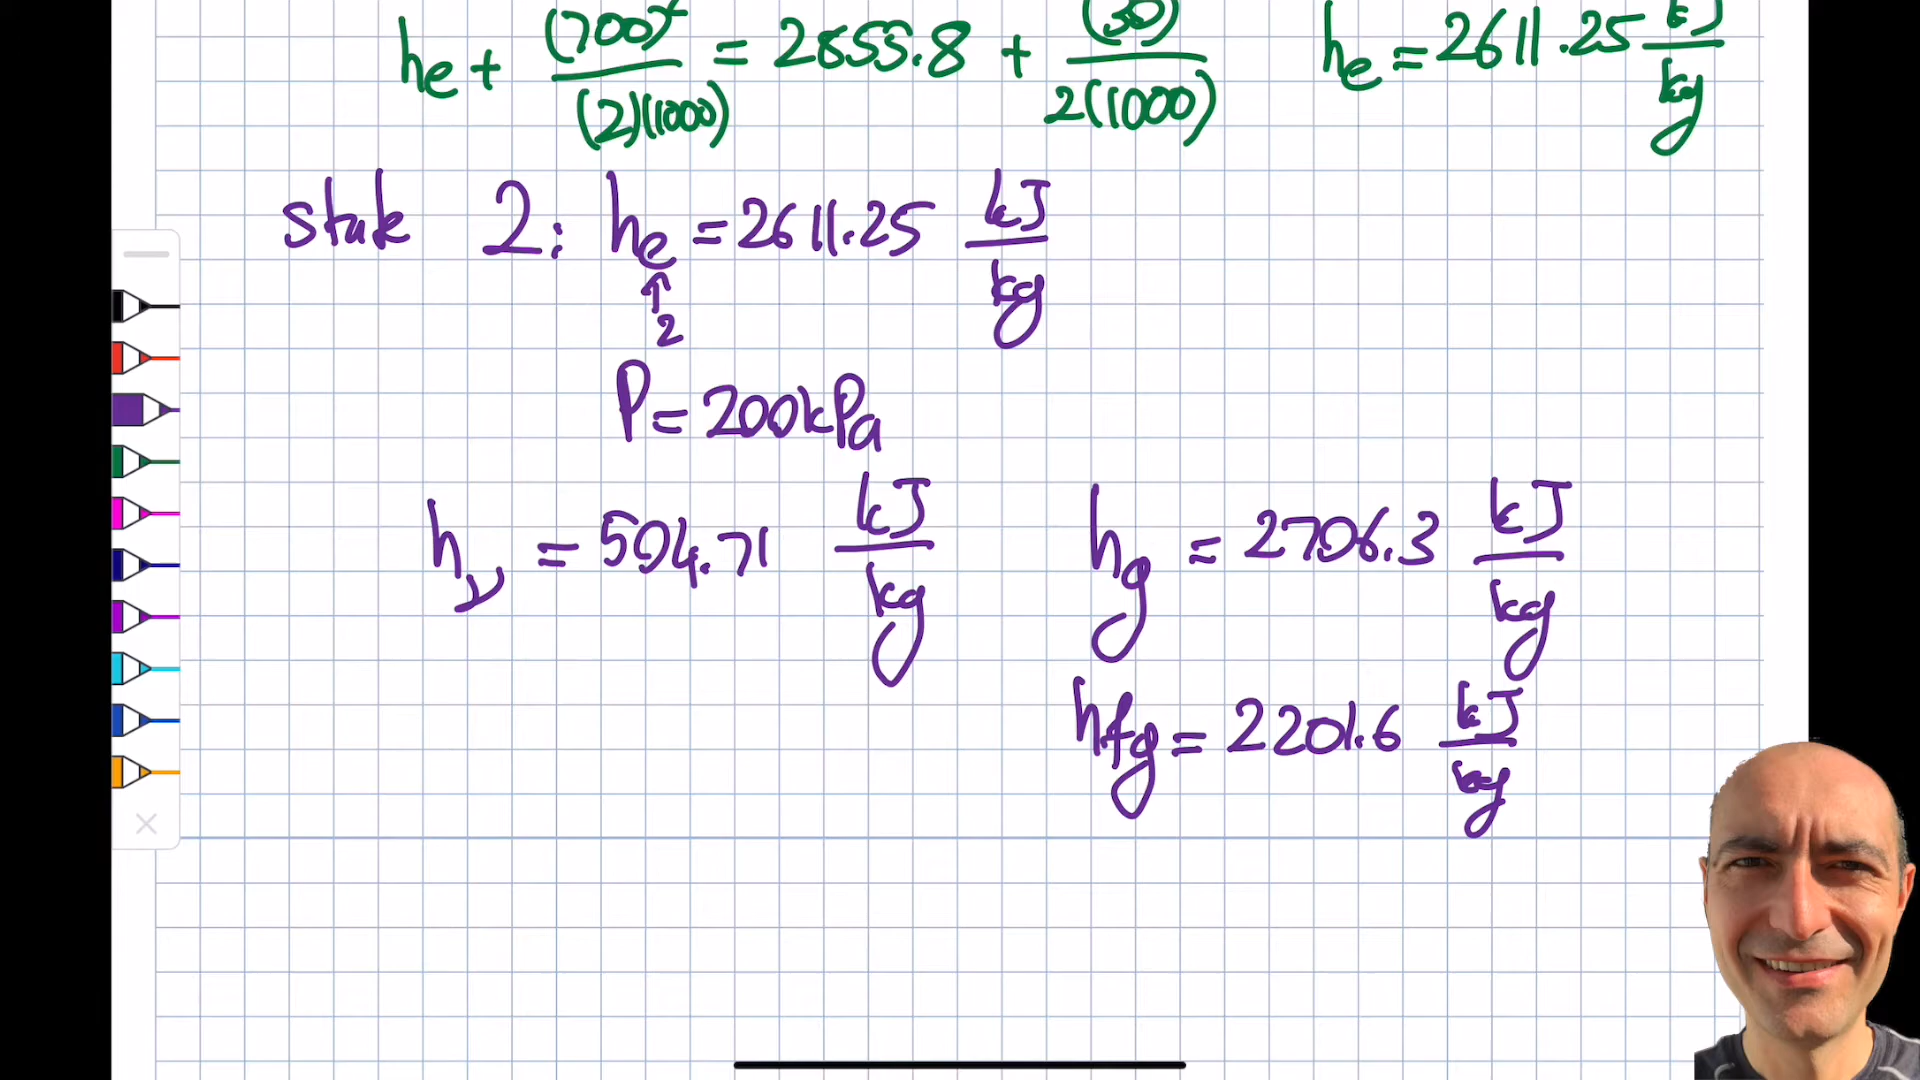 he + (700)² / (2)(1000) = 2855.8 + (30) / 2(1000) he = 2611.25 kJ/kg
state 2: he = 2611.25 kJ/kg
↑
2
P = 200kPa
hν = 504.71 kJ/kg hg = 2706.3 kJ/kg
hfg = 2201.6 kJ/kg